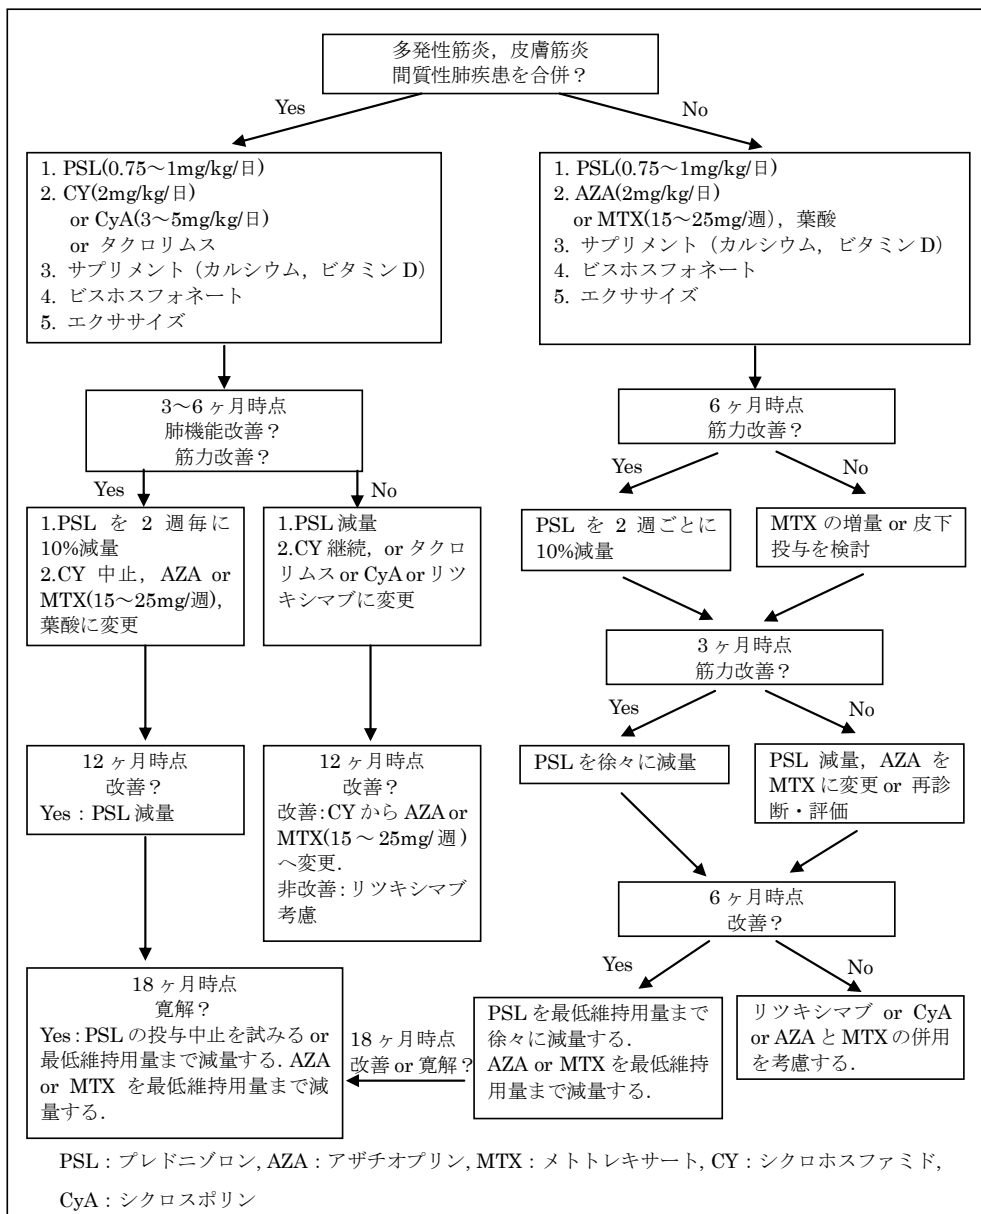 多発性筋炎，皮膚筋炎
間質性肺疾患を合併？
Yes
No
1. PSL(0.75～1mg/kg/日)
2. CY(2mg/kg/日)
or CyA(3～5mg/kg/日)
or タクロリムス
3. サプリメント（カルシウム，ビタミン D）
4. ビスホスフォネート
5. エクササイズ
1. PSL(0.75～1mg/kg/日)
2. AZA(2mg/kg/日)
or MTX(15～25mg/週)，葉酸
3. サプリメント（カルシウム，ビタミン D）
4. ビスホスフォネート
5. エクササイズ
3～6 ヶ月時点
肺機能改善？
筋力改善？
6 ヶ月時点
筋力改善？
Yes
No
Yes
No
1.PSL を 2 週毎に
10%減量
2.CY 中止，AZA or
MTX(15～25mg/週)，
葉酸に変更
1.PSL 減量
2.CY 継続，or タクロ
リムス or CyA or リツ
キシマブに変更
PSL を 2 週ごとに
10%減量
MTX の増量 or 皮下
投与を検討
3 ヶ月時点
筋力改善？
Yes
No
12 ヶ月時点
改善？
Yes：PSL 減量
12 ヶ月時点
改善？
改善：CY から AZA or
MTX(15～25mg/週)
へ変更.
非改善：リツキシマブ
考慮
PSL を徐々に減量
PSL 減量，AZA を
MTX に変更 or 再診
断・評価
6 ヶ月時点
改善？
Yes
No
18 ヶ月時点
寛解？
Yes：PSL の投与中止を試みる or
最低維持用量まで減量する. AZA
or MTX を最低維持用量まで減
量する.
18 ヶ月時点
改善 or 寛解？
PSL を最低維持用量まで
徐々に減量する.
AZA or MTX を最低維持
用量まで減量する.
リツキシマブ or CyA
or AZA と MTX の併用
を考慮する.
PSL：プレドニゾロン, AZA：アザチオプリン, MTX：メトトレキサート, CY：シクロホスファミド,
CyA：シクロスポリン